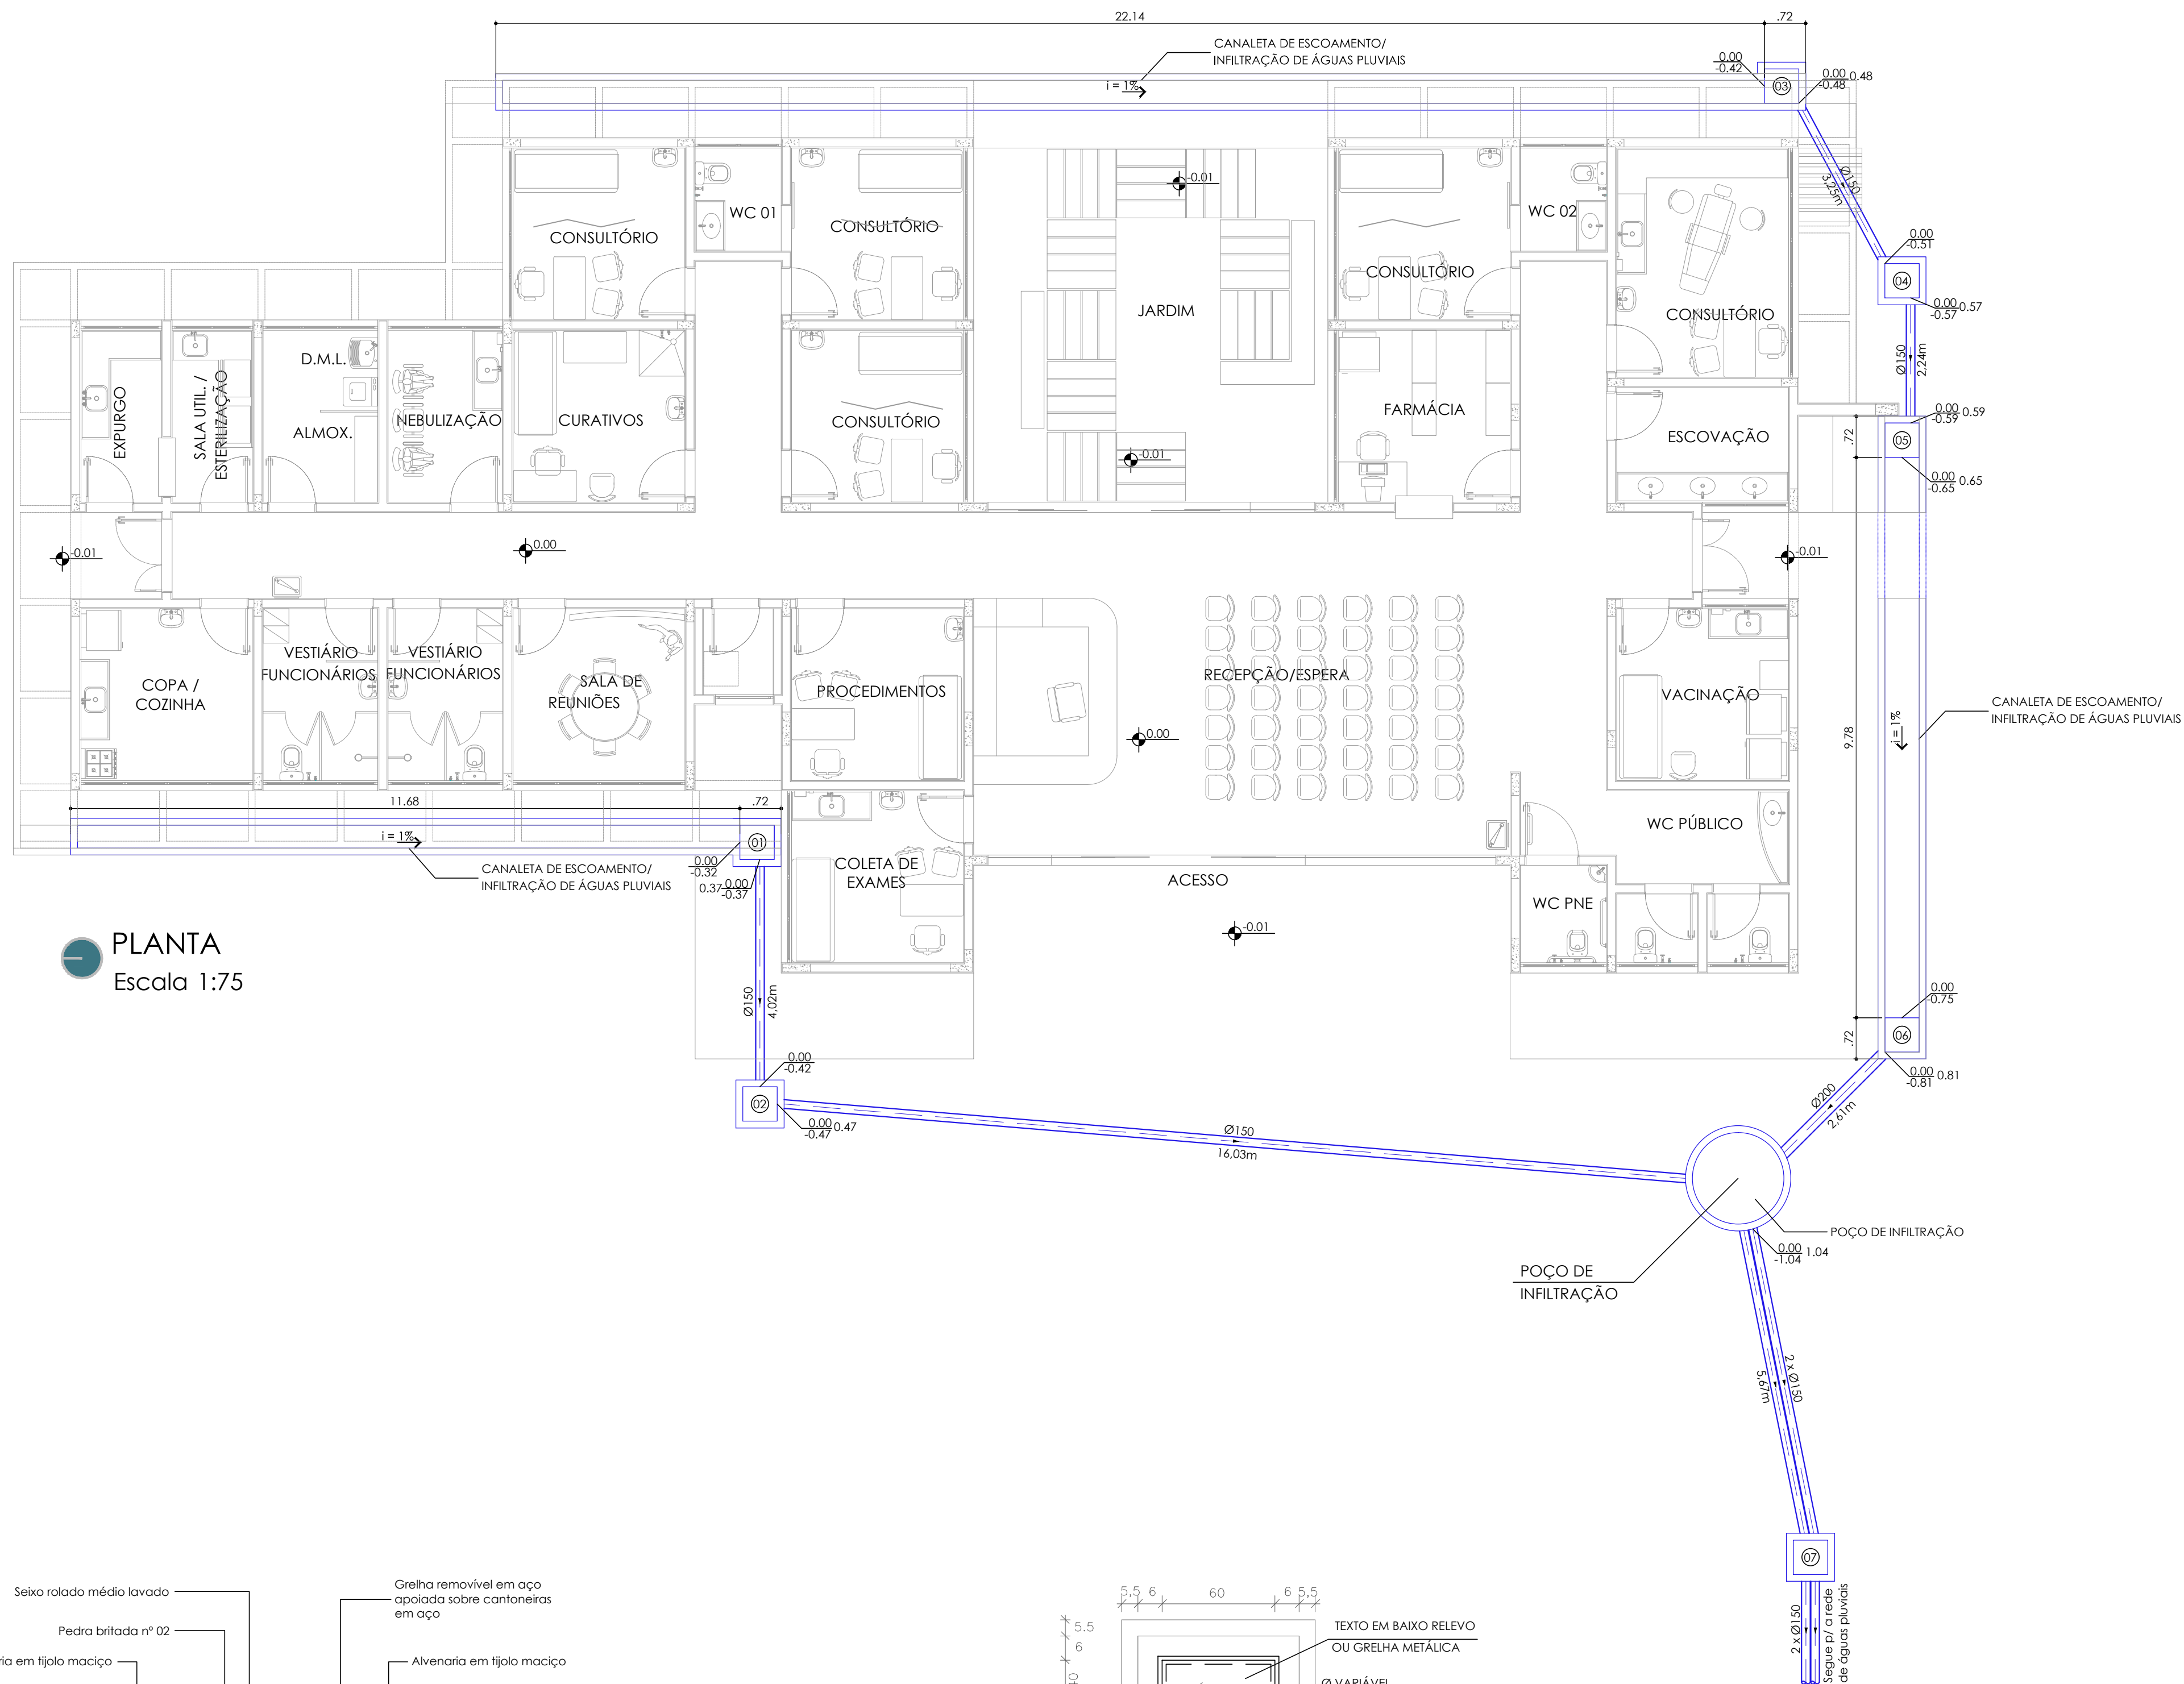 22.14
.72
CANALETA DE ESCOAMENTO/
INFILTRAÇÃO DE ÁGUAS PLUVIAIS
i = 1%
0.00
-0.42
03
0.00 0.48
-0.48
Ø150
3,25m
WC 01
CONSULTÓRIO
CONSULTÓRIO
-0.01
JARDIM
WC 02
CONSULTÓRIO
CONSULTÓRIO
0.00
-0.51
04
0.00 0.57
-0.57
Ø150
2,24m
EXPURGO
SALA UTIL. /
ESTERILIZAÇÃO
D.M.L.
ALMOX.
NEBULIZAÇÃO
CURATIVOS
CONSULTÓRIO
-0.01
FARMÁCIA
ESCOVAÇÃO
0.00 0.59
-0.59
.72
05
0.00 0.65
-0.65
-0.01
0.00
-0.01
COPA /
COZINHA
VESTIÁRIO
FUNCIONÁRIOS
VESTIÁRIO
FUNCIONÁRIOS
SALA DE
REUNIÕES
PROCEDIMENTOS
RECEPÇÃO/ESPERA
0.00
VACINAÇÃO
9.78
i = 1%
CANALETA DE ESCOAMENTO/
INFILTRAÇÃO DE ÁGUAS PLUVIAIS
11.68
.72
i = 1%
01
CANALETA DE ESCOAMENTO/
INFILTRAÇÃO DE ÁGUAS PLUVIAIS
0.00
-0.32
0.37 0.00
-0.37
COLETA DE
EXAMES
ACESSO
-0.01
WC PÚBLICO
WC PNE
PLANTA
Escala 1:75
Ø150
4,02m
0.00
-0.42
02
0.00 0.47
-0.47
Ø150
16,03m
0.00
-0.75
.72
06
0.00 0.81
-0.81
Ø200
2,61m
POÇO DE INFILTRAÇÃO
0.00 1.04
-1.04
POÇO DE
INFILTRAÇÃO
2 x Ø150
5,67m
07
2 x Ø150
Segue p/ a rede
de águas pluviais
Seixo rolado médio lavado
Pedra britada nº 02
em tijolo maciço
Grelha removível em aço
apoiada sobre cantoneiras
em aço
Alvenaria em tijolo maciço
5,5 6 60 6 5,5
5.5
6
TEXTO EM BAIXO RELEVO
OU GRELHA METÁLICA
Ø VARIÁVEL